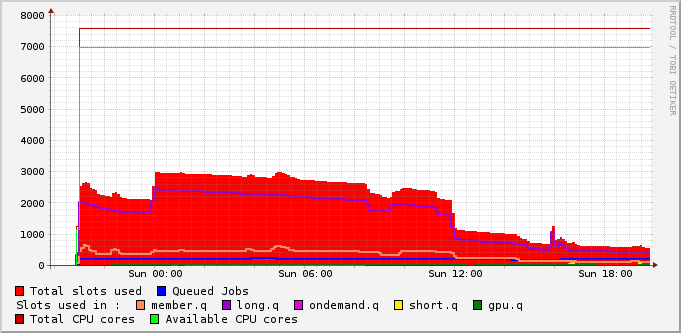 8000
7000
6000
5000
4000
3000
2000
1000
0
Sun 00:00 Sun 06:00 Sun 12:00 Sun 18:00
Total slots used Queued Jobs
Slots used in : member.q long.q ondemand.q short.q gpu.q
Total CPU cores Available CPU cores
RRDTOOL / TOBI OETIKER